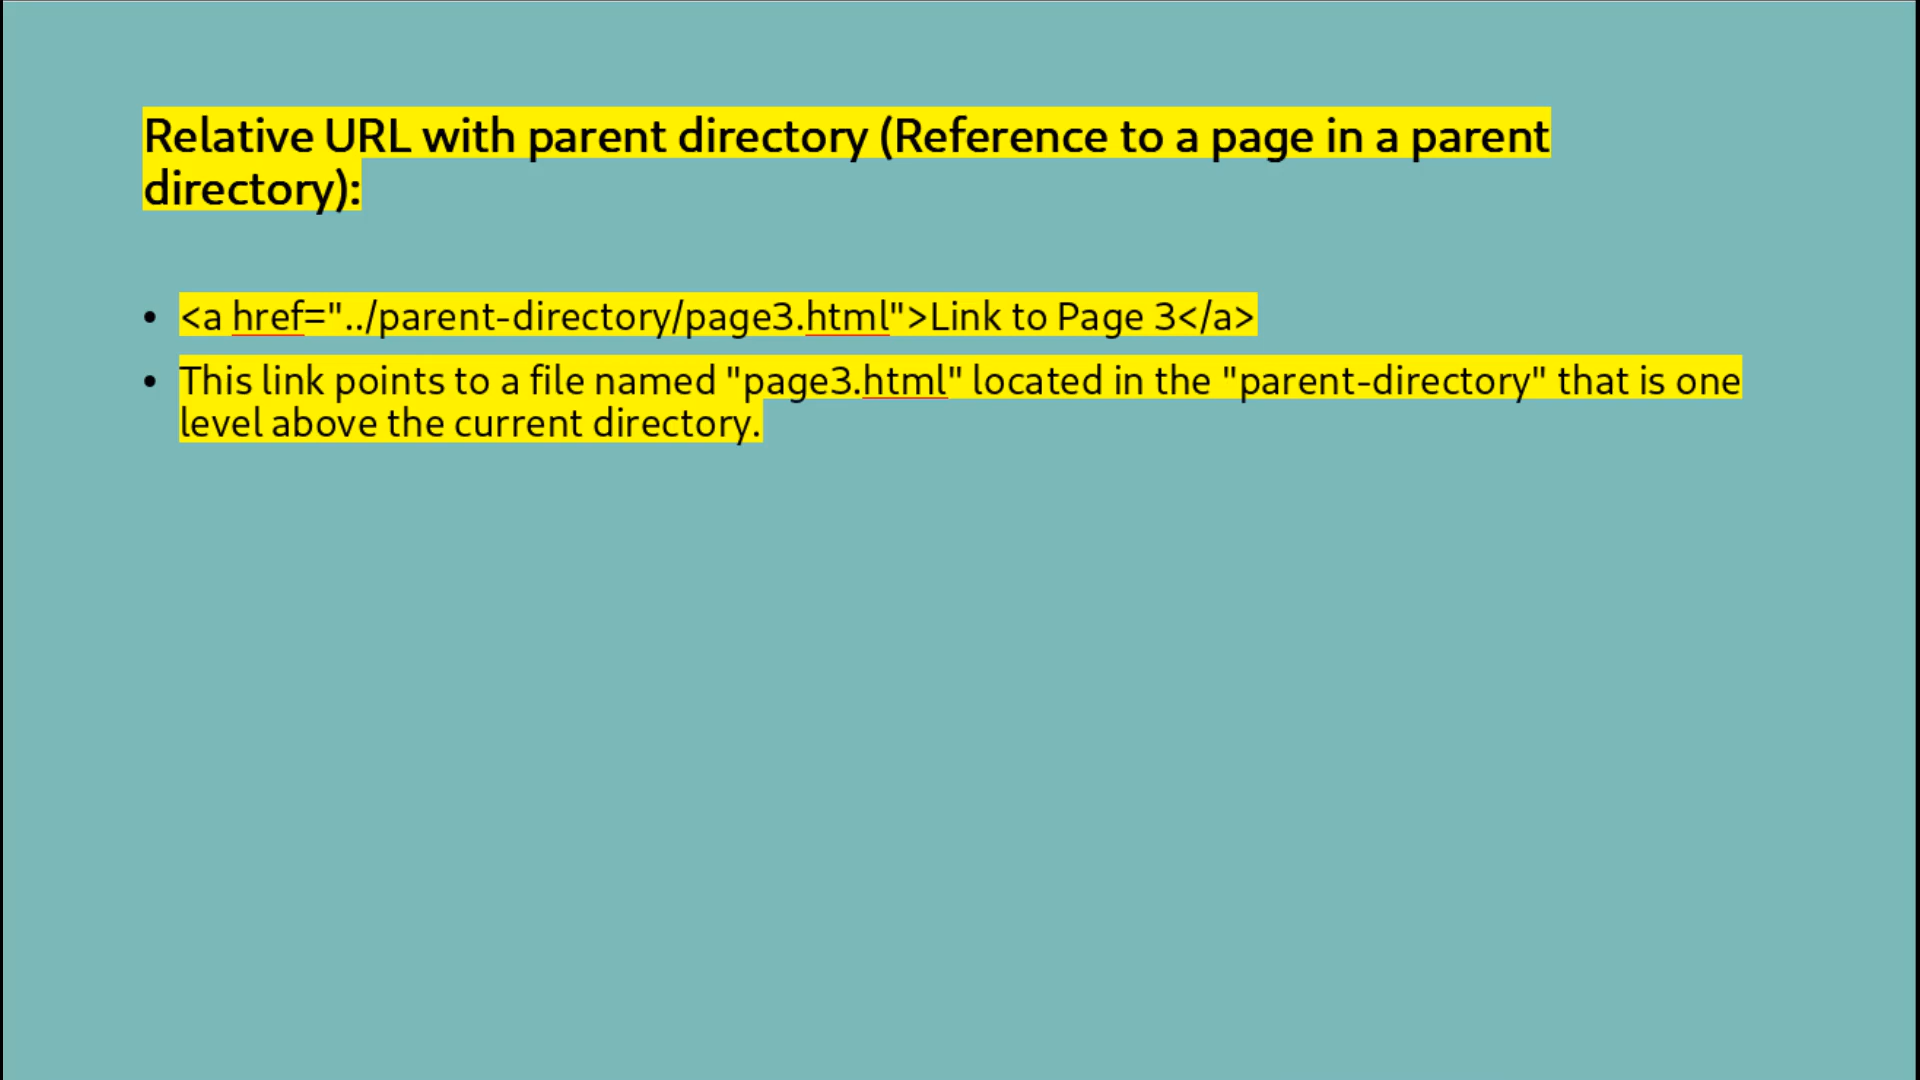 Relative URL with parent directory (Reference to a page in a parent
directory):
• <a href="../parent-directory/page3.html">Link to Page 3</a>
• This link points to a file named "page3.html" located in the "parent-directory" that is one
level above the current directory.